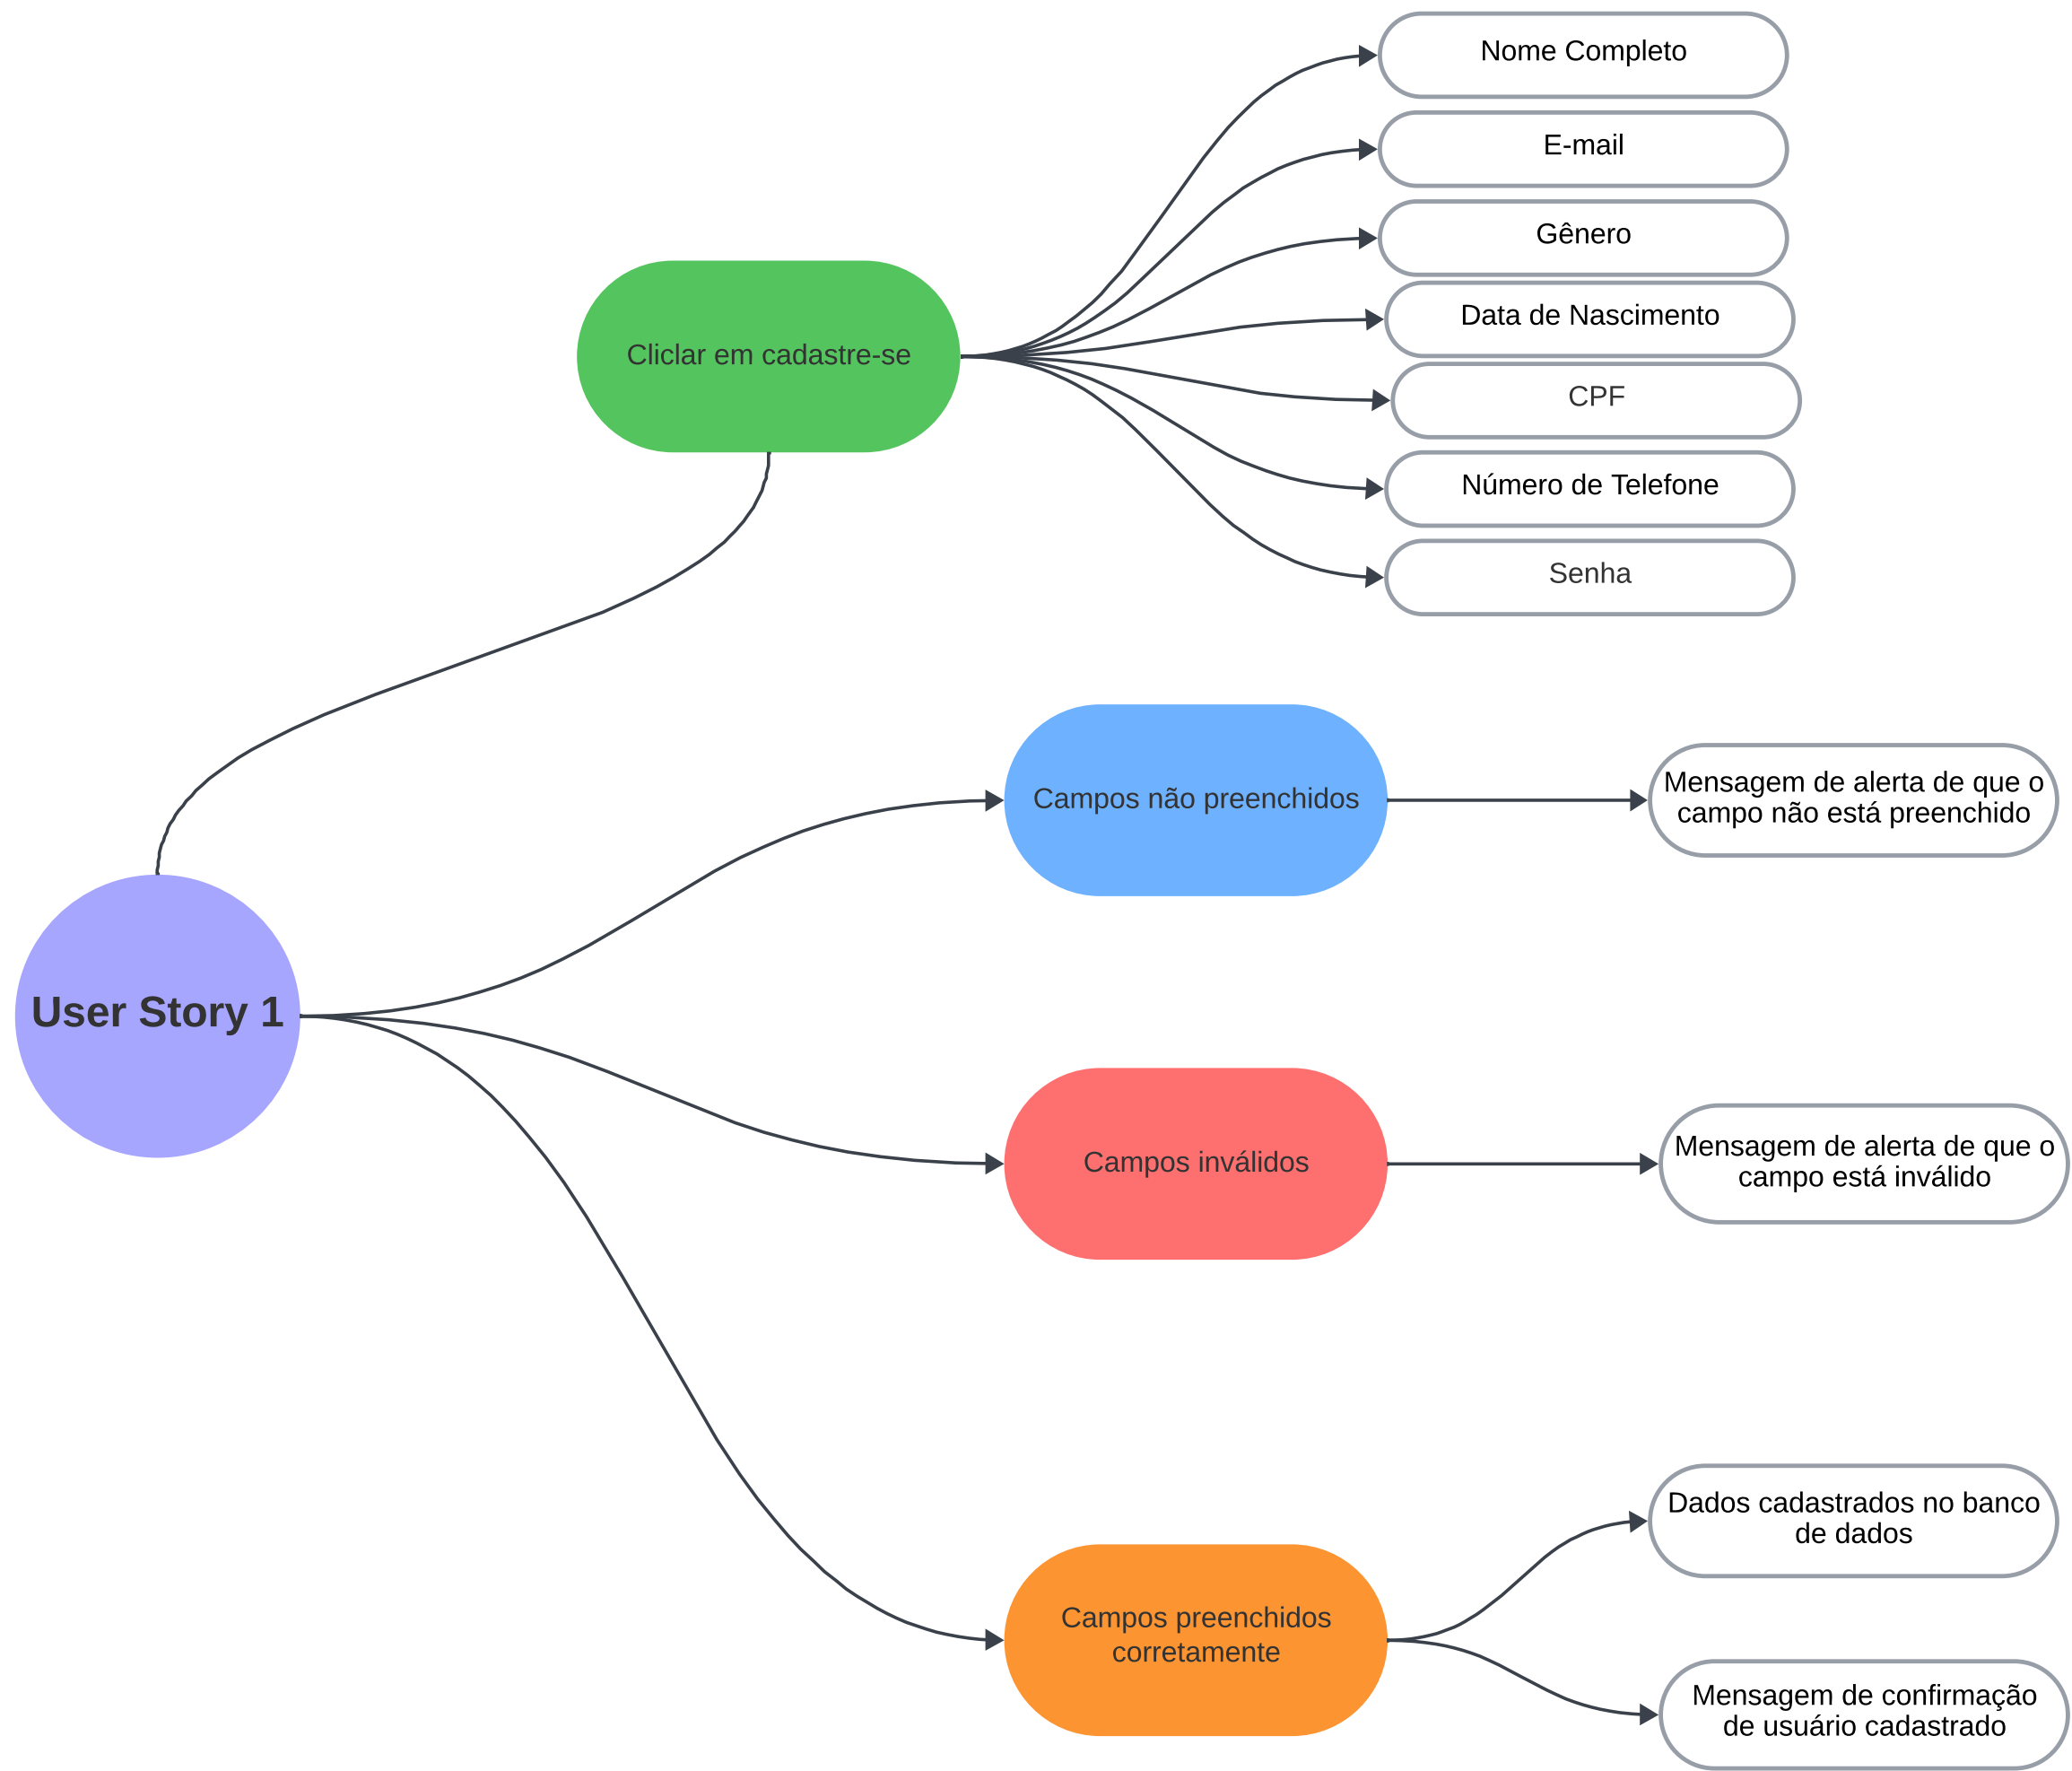 Nome Completo
E-mail
Gênero
Data de Nascimento
Cliclar em cadastre-se
CPF
Número de Telefone
Senha
Campos não preenchidos
Mensagem de alerta de que o
campo não está preenchido
User Story 1
Campos inválidos
Mensagem de alerta de que o
campo está inválido
Dados cadastrados no banco
de dados
Campos preenchidos
corretamente
Mensagem de confirmação
de usuário cadastrado